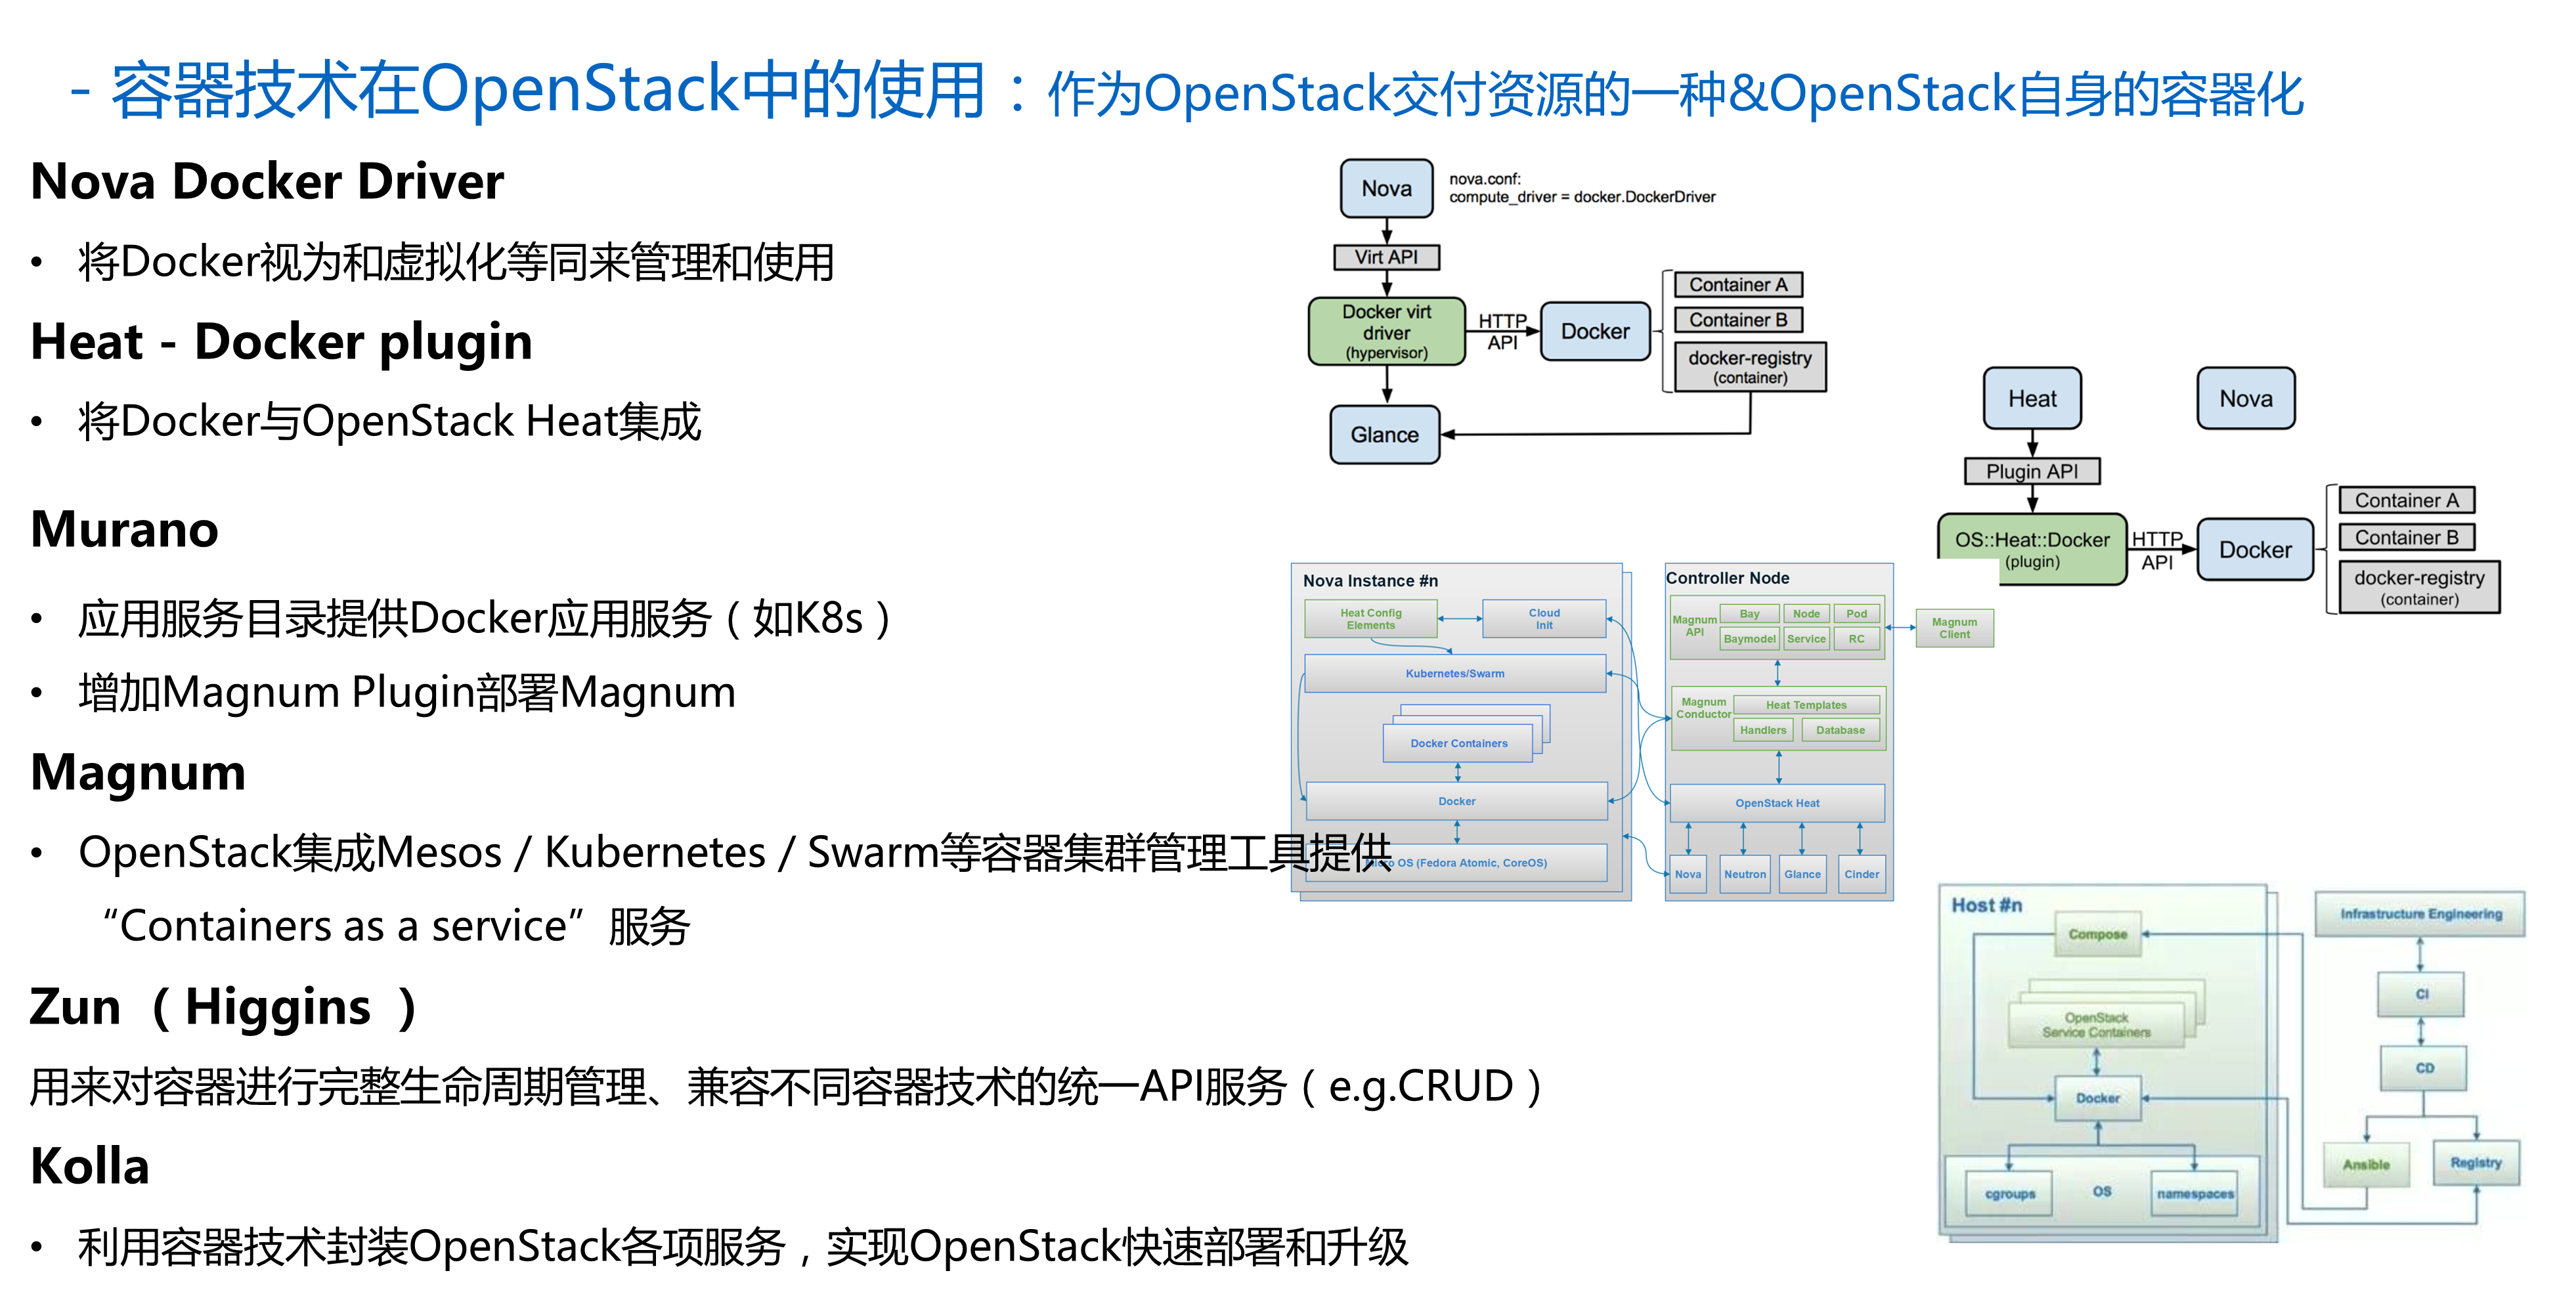 - 容器技术在OpenStack中的使用：作为OpenStack交付资源的一种&OpenStack自身的容器化
Nova Docker Driver
• 将Docker视为和虚拟化等同来管理和使用
Heat - Docker plugin
• 将Docker与OpenStack Heat集成
Murano
• 应用服务目录提供Docker应用服务（如K8s）
• 增加Magnum Plugin部署Magnum
Magnum
• OpenStack集成Mesos / Kubernetes / Swarm等容器集群管理工具提供
“Containers as a service”服务
Zun （Higgins ）
用来对容器进行完整生命周期管理、兼容不同容器技术的统一API服务（e.g.CRUD）
Kolla
• 利用容器技术封装OpenStack各项服务，实现OpenStack快速部署和升级
Nova
nova.conf:
compute_driver = docker.DockerDriver
Virt API
Docker virt
driver
(hypervisor)
HTTP
API
Docker
Container A
Container B
docker-registry
(container)
Glance
Heat
Nova
Plugin API
OS::Heat::Docker
(plugin)
HTTP
API
Docker
Container A
Container B
docker-registry
(container)
Nova Instance #n
Heat Config
Elements
Cloud
Init
Kubernetes/Swarm
Docker Containers
Docker
OS (Fedora Atomic, CoreOS)
Controller Node
Magnum
API
Bay
Node
Pod
Baymodel
Service
RC
Magnum
Client
Magnum
Conductor
Heat Templates
Handlers
Database
OpenStack Heat
Nova
Neutron
Glance
Cinder
Host #n
Compose
OpenStack
Service Containers
Docker
cgroups
OS
namespaces
Infrastructure Engineering
CI
CD
Ansible
Registry